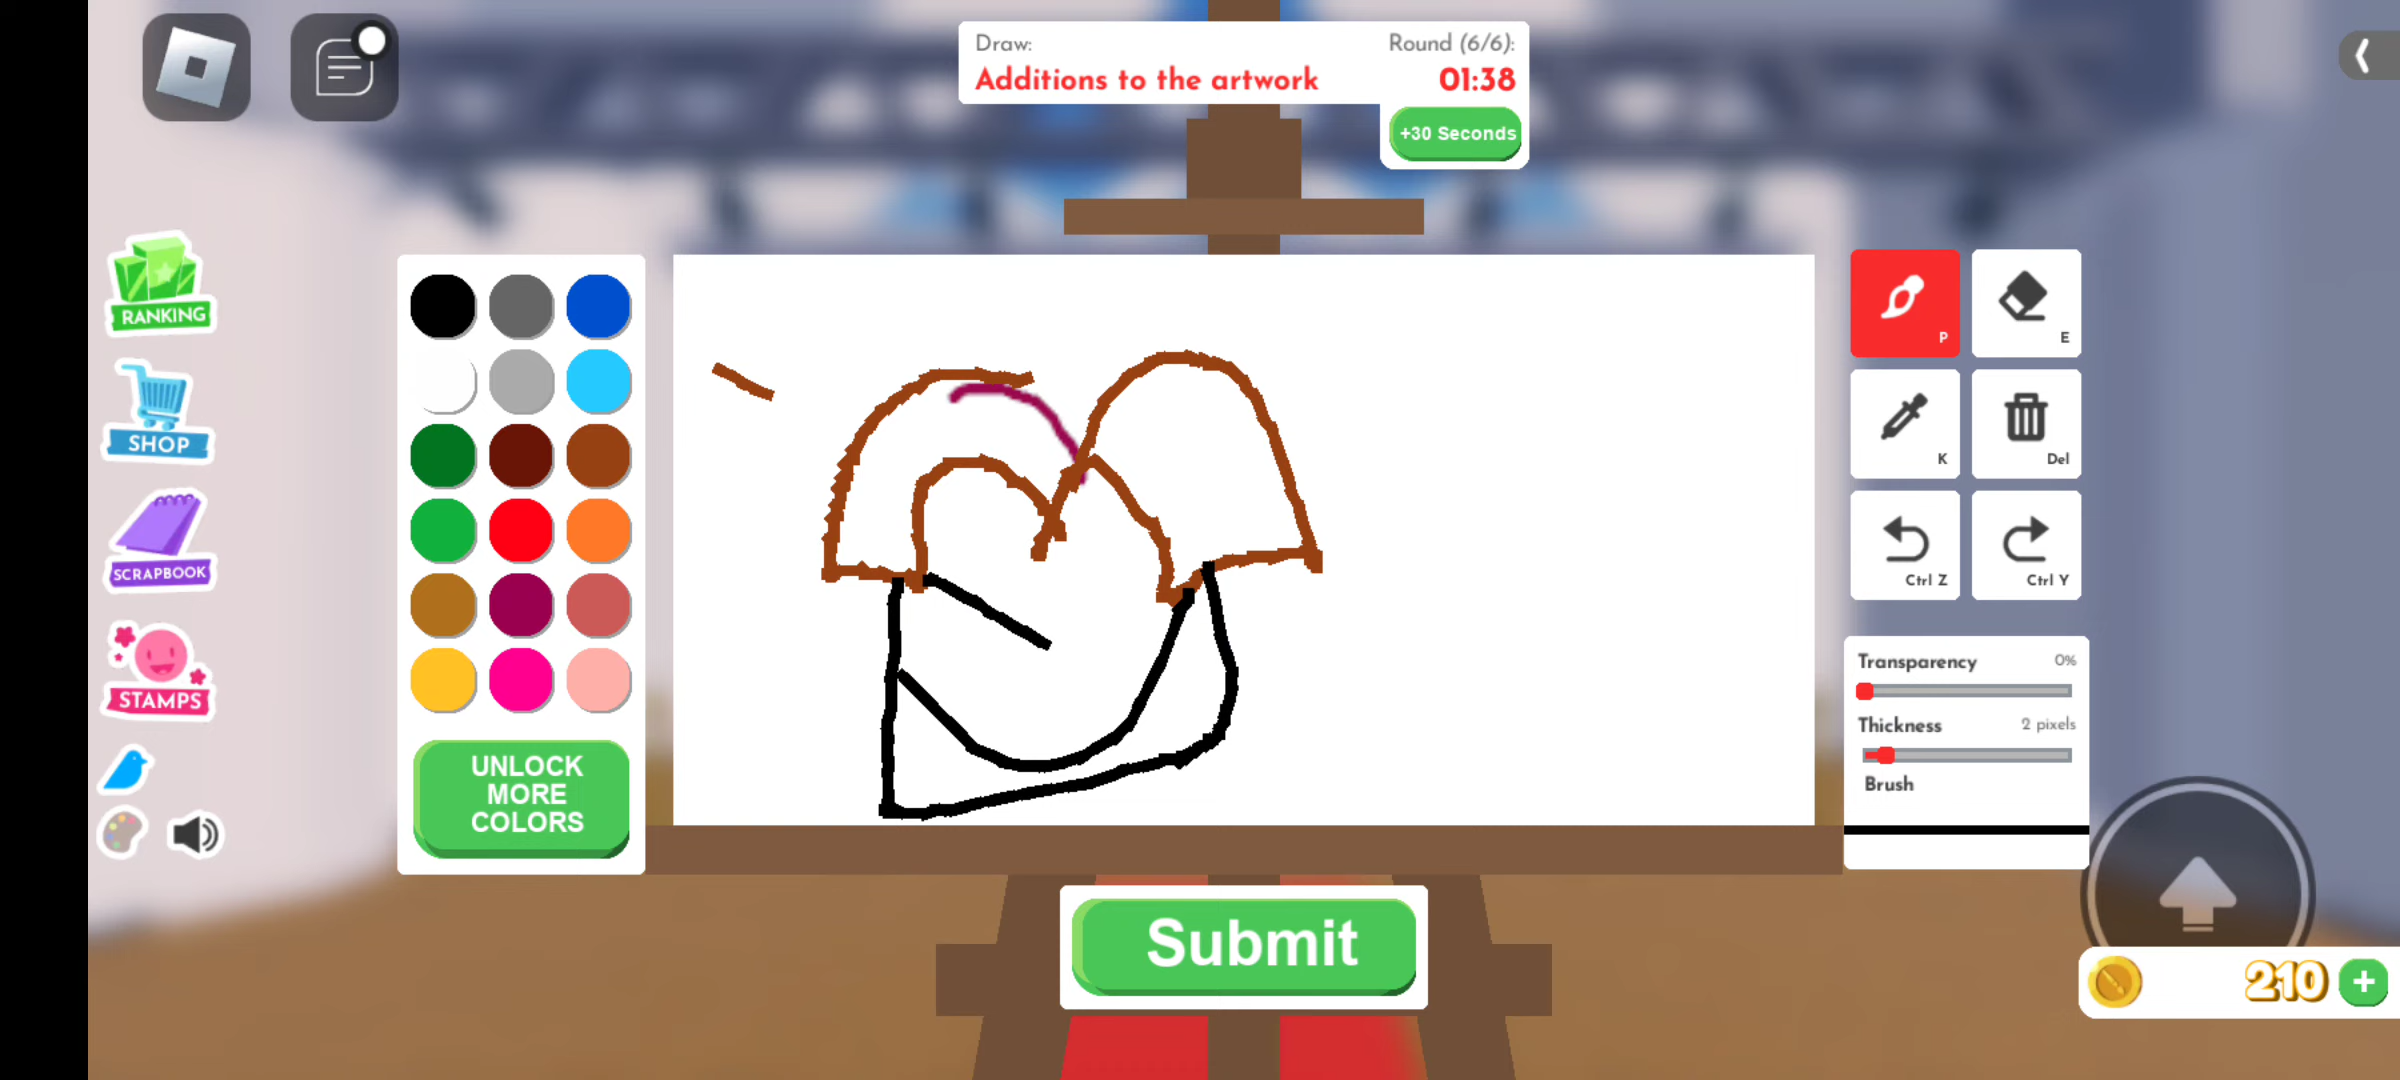 Draw:
Round (6/6):
Additions to the artwork
01:38
+30 Seconds
RANKING
SHOP
SCRAPBOOK
STAMPS
UNLOCK
MORE
COLORS
P
E
K
Del
Ctrl Z
Ctrl Y
Transparency
0%
Thickness
2 pixels
Brush
Submit
210